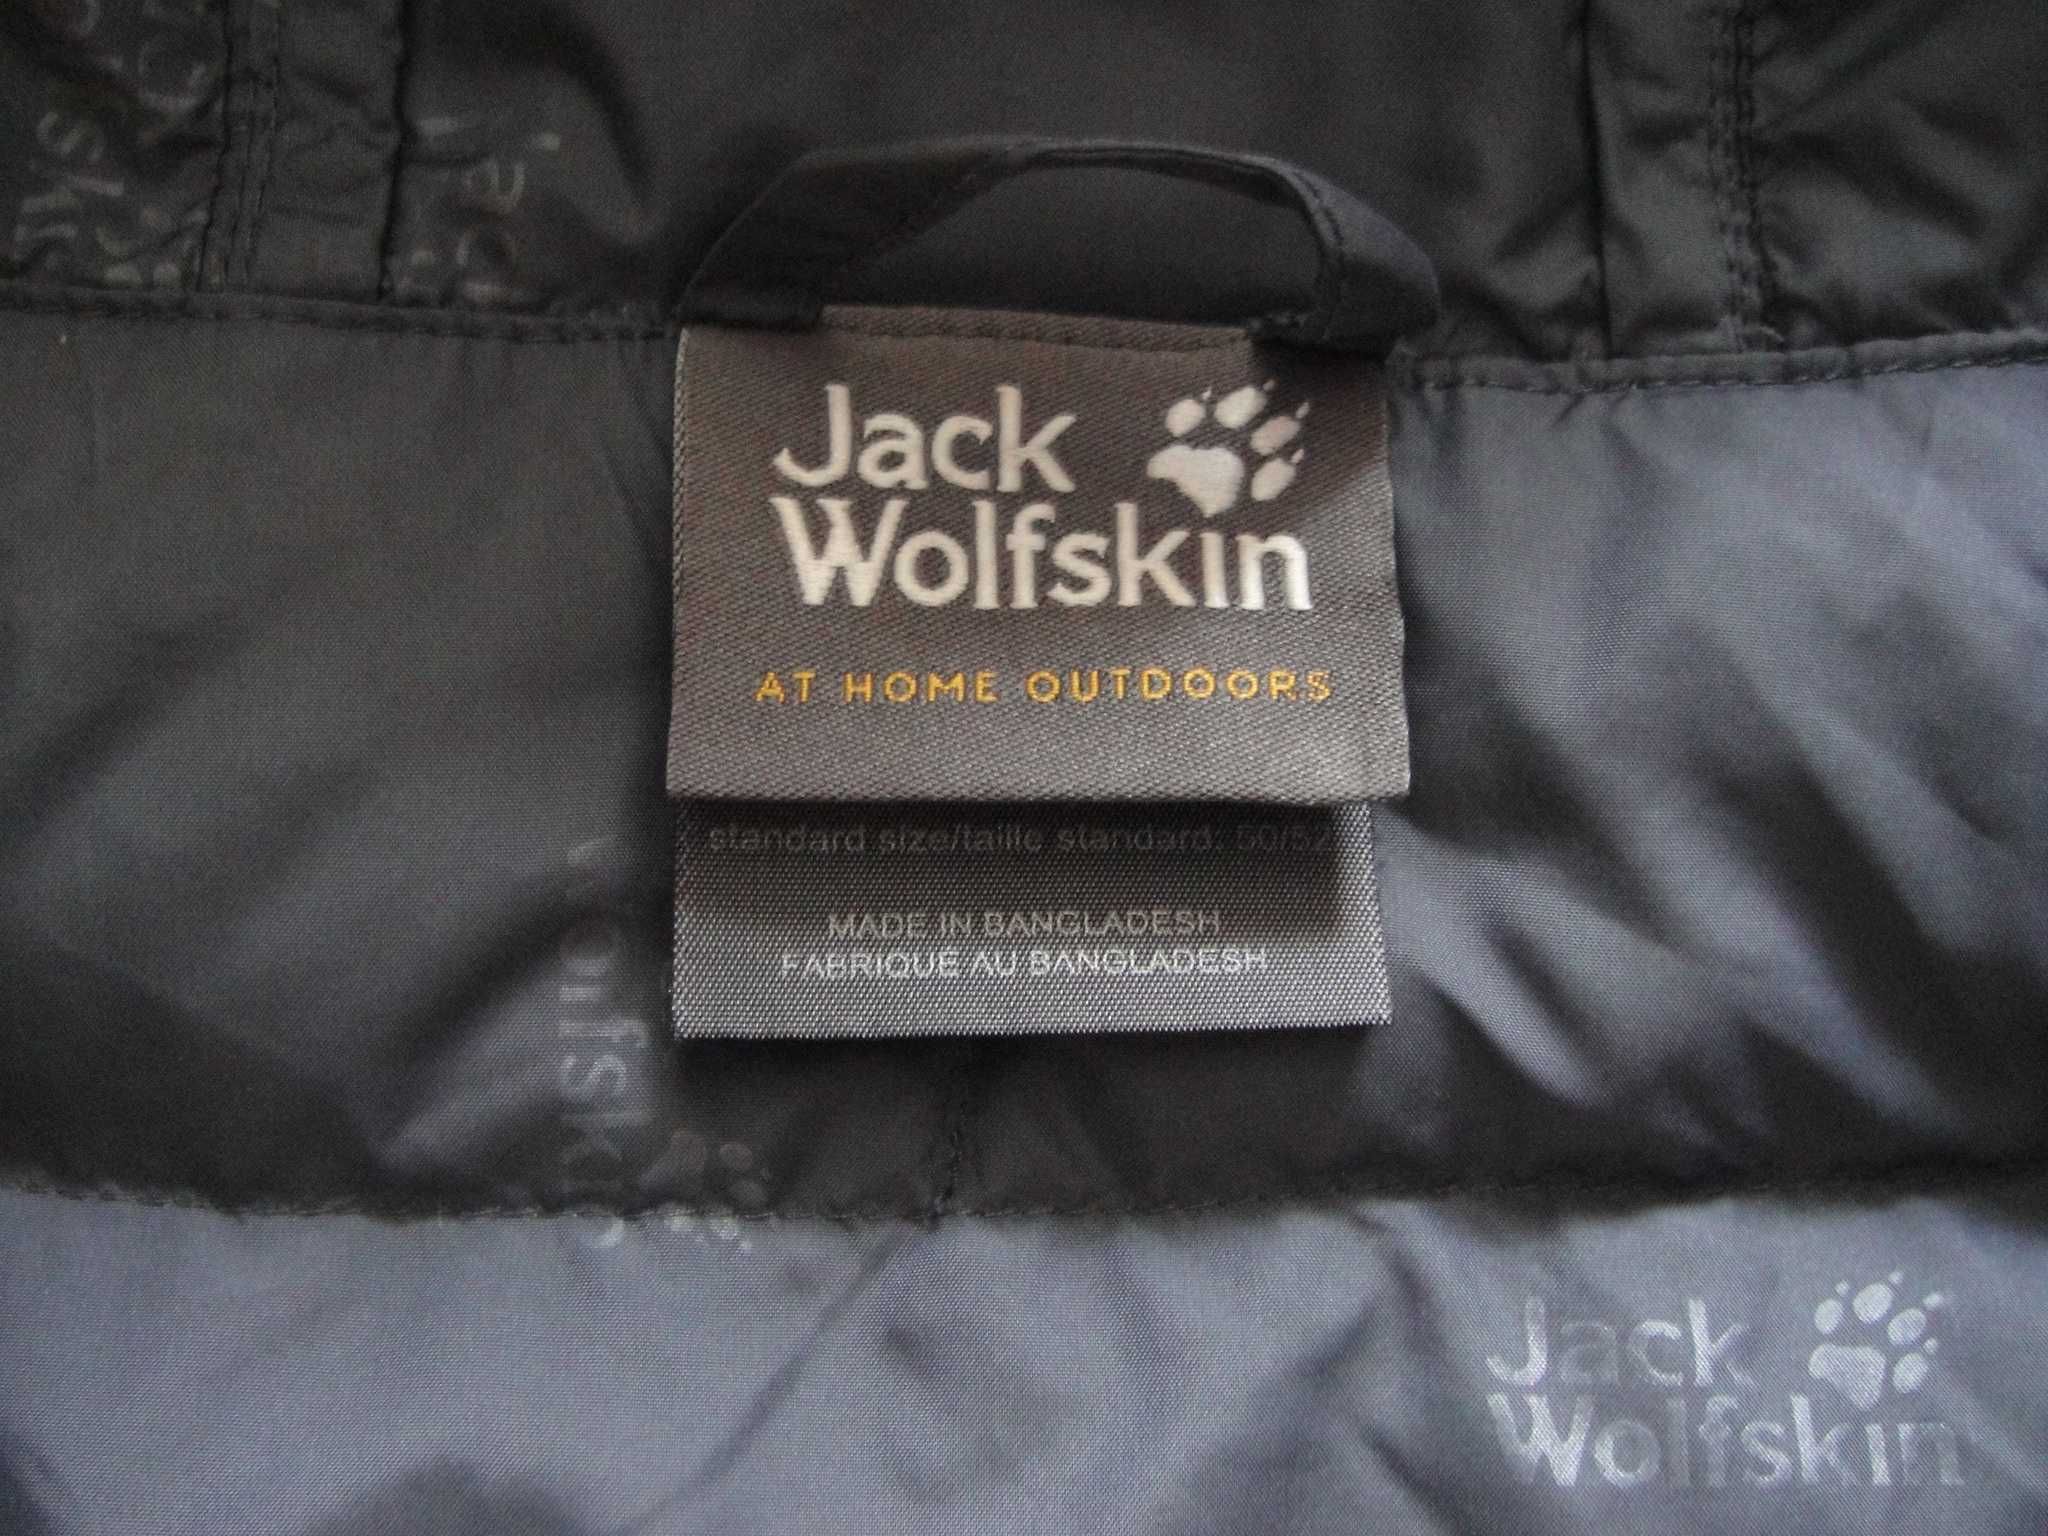 Jack
Wolfskin
AT HOME OUTDOORS
standard size/taille standard: 50/52
MADE IN BANGLADESH
FABRIQUE AU BANGLADESH
Wolfskin
Jack
Wolfskin